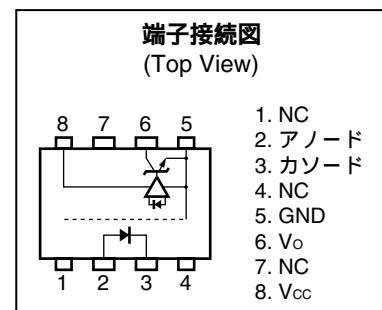 端子接続図
(Top View)
8 7 6 5
1 2 3 4
1. NC
2. アノード
3. カソード
4. NC
5. GND
6. Vo
7. NC
8. Vcc